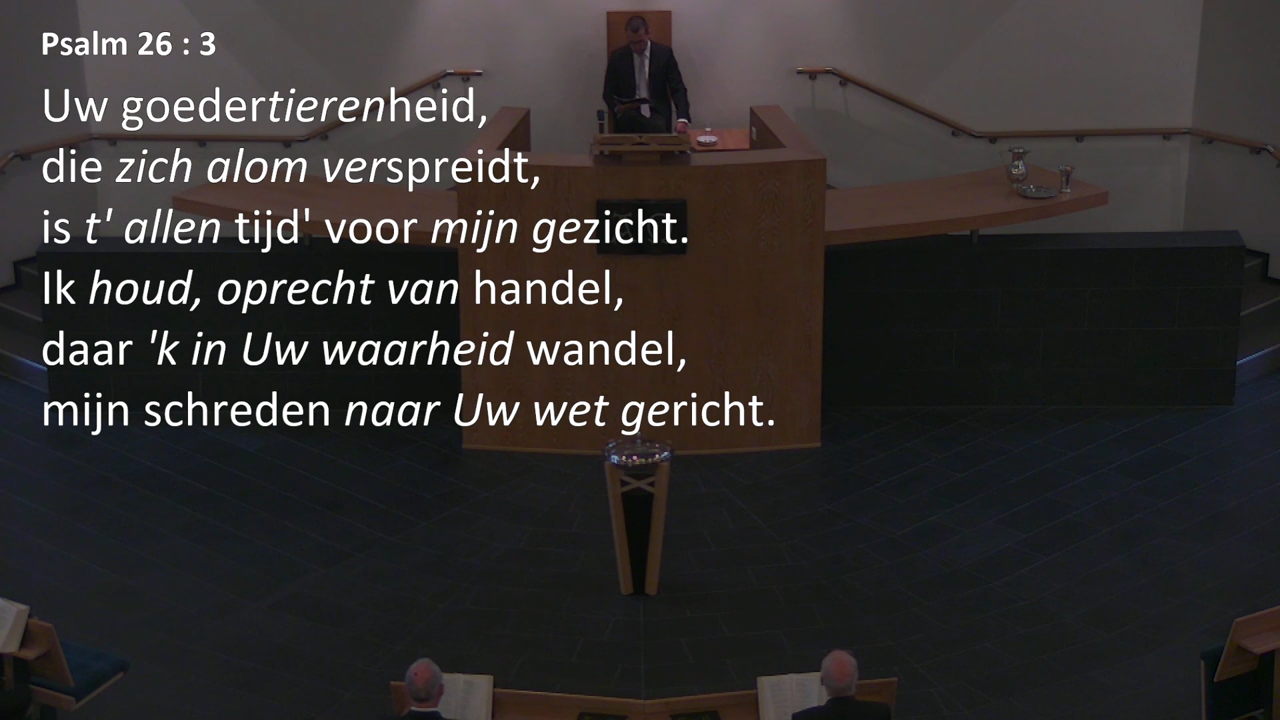 Psalm 26 : 3
Uw goedertierenheid,
die zich alom verspreidt,
is t' allen tijd' voor mijn gezicht.
Ik houd, oprecht van handel,
daar 'k in Uw waarheid wandel,
mijn schreden naar Uw wet gericht.